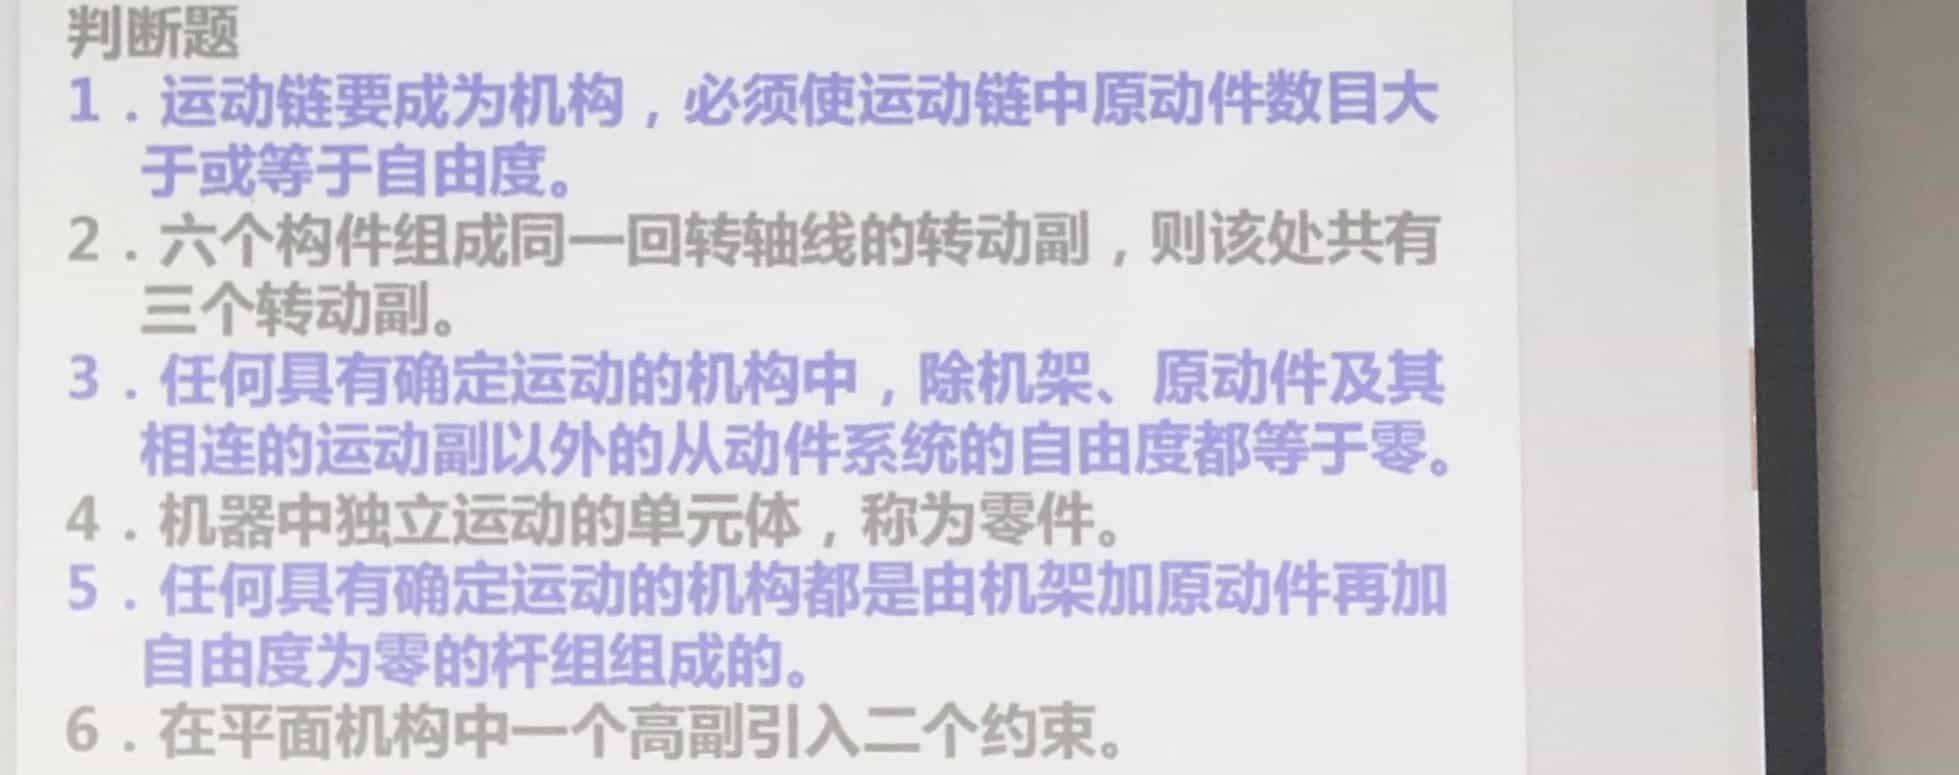 判断题
1．运动链要成为机构，必须使运动链中原动件数目大
于或等于自由度。
2．六个构件组成同一回转轴线的转动副，则该处共有
三个转动副。
3．任何具有确定运动的机构中，除机架、原动件及其
相连的运动副以外的从动件系统的自由度都等于零。
4．机器中独立运动的单元体，称为零件。
5．任何具有确定运动的机构都是由机架加原动件再加
自由度为零的杆组组成的。
6．在平面机构中一个高副引入二个约束。